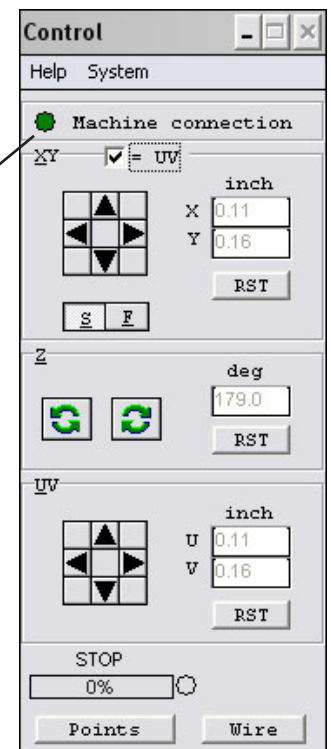 Control
Help System
Machine connection
XY = UV
inch
X 0.11
Y 0.16
RST
S F
Z
deg
179.0
RST
UV
inch
U 0.11
V 0.16
RST
STOP
0%
Points Wire